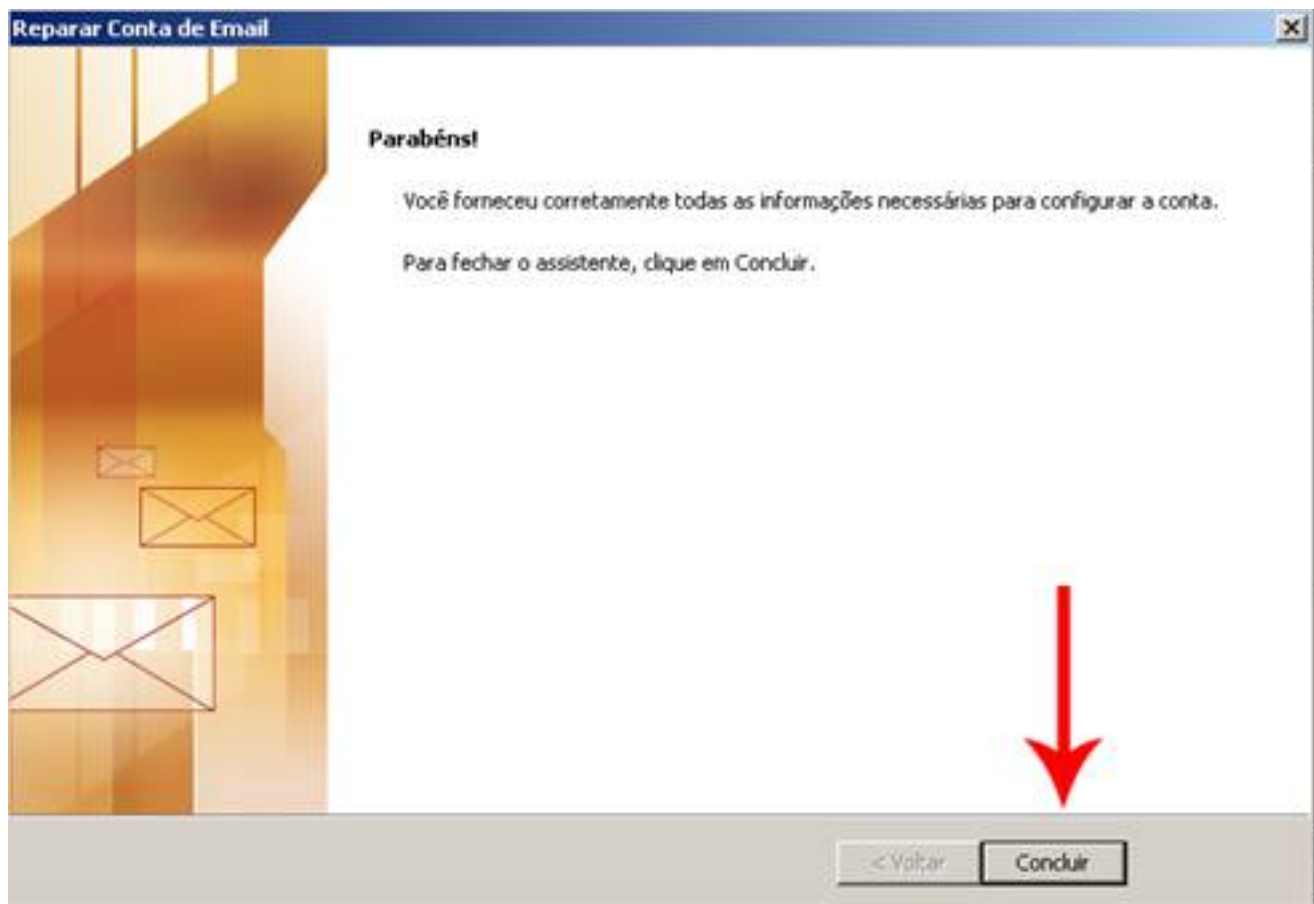 Reparar Conta de Email
Parabéns!
Você forneceu corretamente todas as informações necessárias para configurar a conta.
Para fechar o assistente, clique em Concluir.
< Voltar
Concluir